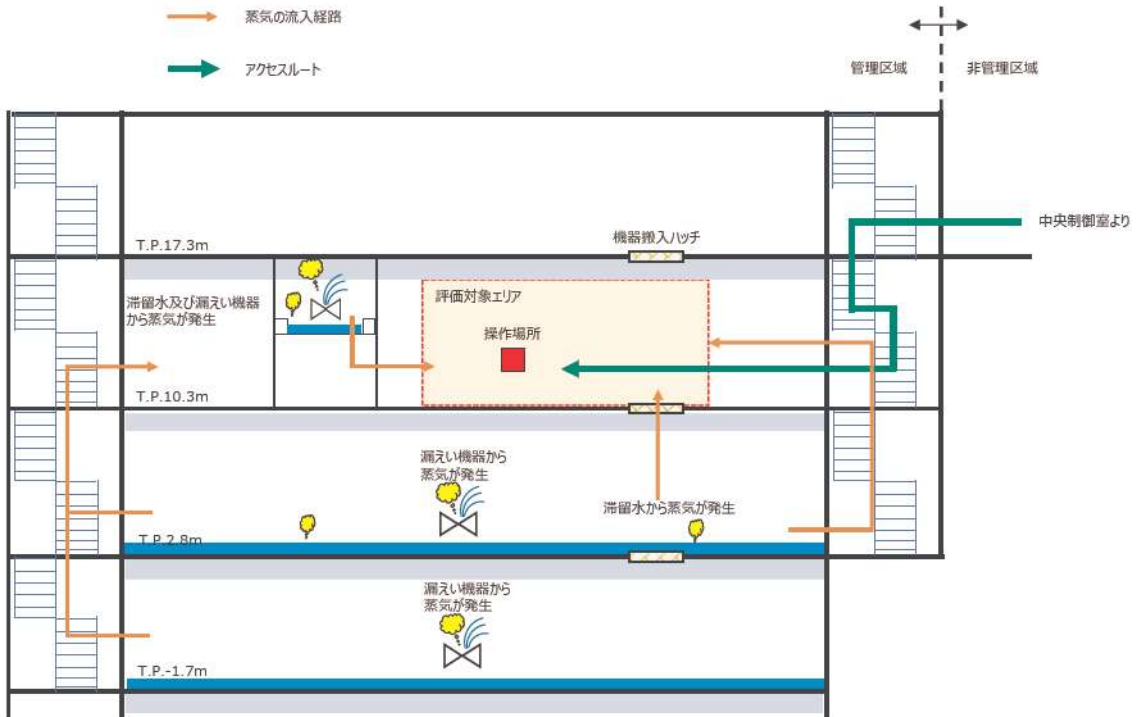 蒸気の流入経路
アクセスルート
管理区域
非管理区域
中央制御室より
T.P.17.3m
機器搬入ハッチ
滞留水及び漏えい機器
から蒸気が発生
評価対象エリア
操作場所
T.P.10.3m
漏えい機器から
蒸気が発生
滞留水から蒸気が発生
T.P.2.8m
漏えい機器から
蒸気が発生
T.P.-1.7m